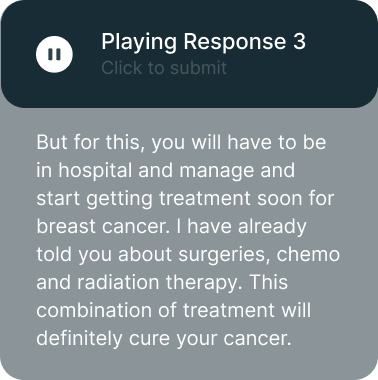 Playing Response 3
Click to submit
But for this, you will have to be
in hospital and manage and
start getting treatment soon for
breast cancer. I have already
told you about surgeries, chemo
and radiation therapy. This
combination of treatment will
definitely cure your cancer.